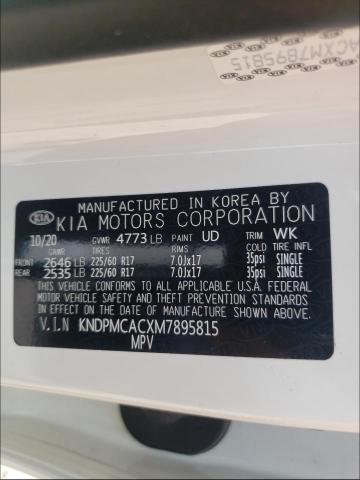 CXM7895815
MANUFACTURED IN KOREA BY
KIA KIA MOTORS CORPORATION
10/20 GVWR 4773 LB PAINT UD TRIM WK
GAWR TIRES RIMS COLD TIRE INFL
FRONT 2646 LB 225/60 R17 7.0Jx17 35psi SINGLE
REAR 2535 LB 225/60 R17 7.0Jx17 35psi SINGLE
THIS VEHICLE CONFORMS TO ALL APPLICABLE U.S.A. FEDERAL
MOTOR VEHICLE SAFETY, BUMPER, AND THEFT PREVENTION
STANDARDS IN EFFECT ON THE DATE OF MANUFACTURE SHOWN ABOVE.
V.I.N KNDPMCACXM7895815
MPV